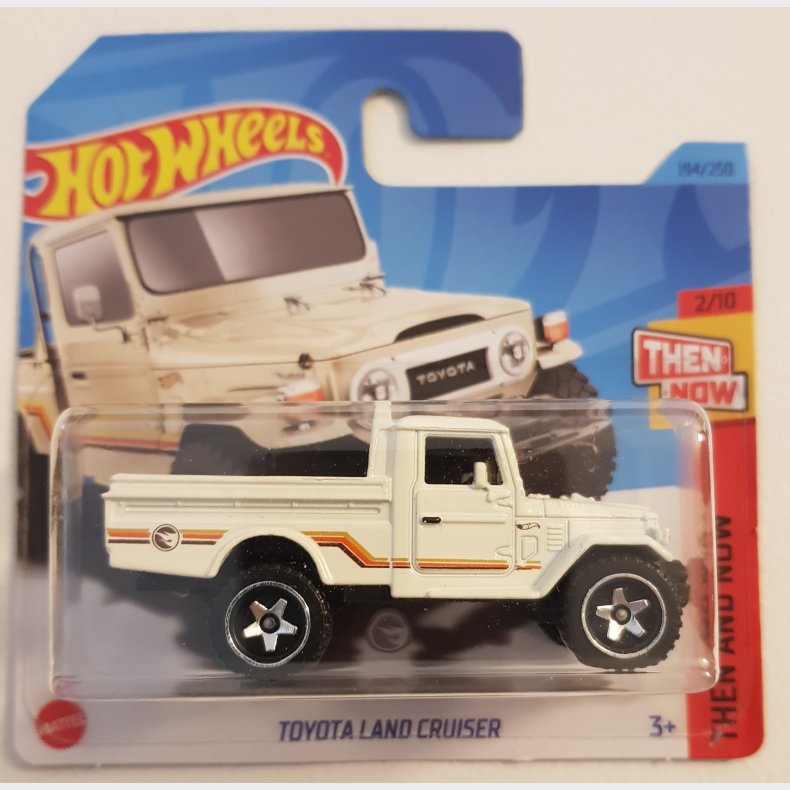 HOT WHEELS
194/250
2/10
THEN
NOW
TOYOTA
THEN AND NOW
MATTEL
TOYOTA LAND CRUISER
3+